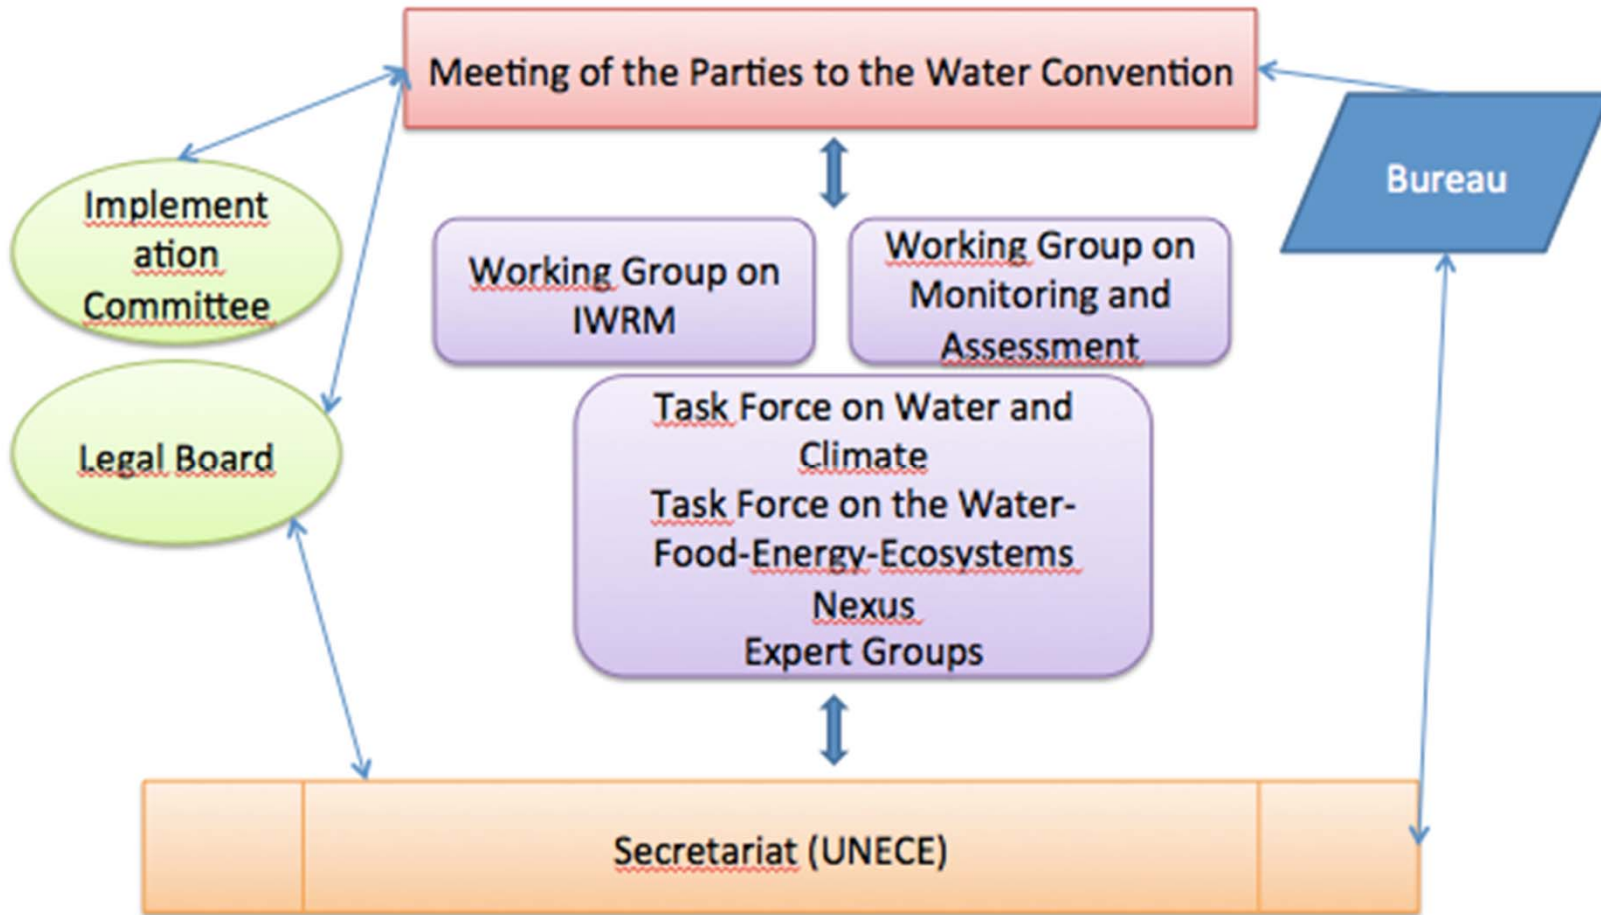 Meeting of the Parties to the Water Convention
Bureau
Implement
ation
Committee
Working Group on
IWRM
Working Group on
Monitoring and
Assessment
Legal Board
Task Force on Water and
Climate
Task Force on the Water-
Food-Energy-Ecosystems
Nexus
Expert Groups
Secretariat (UNECE)